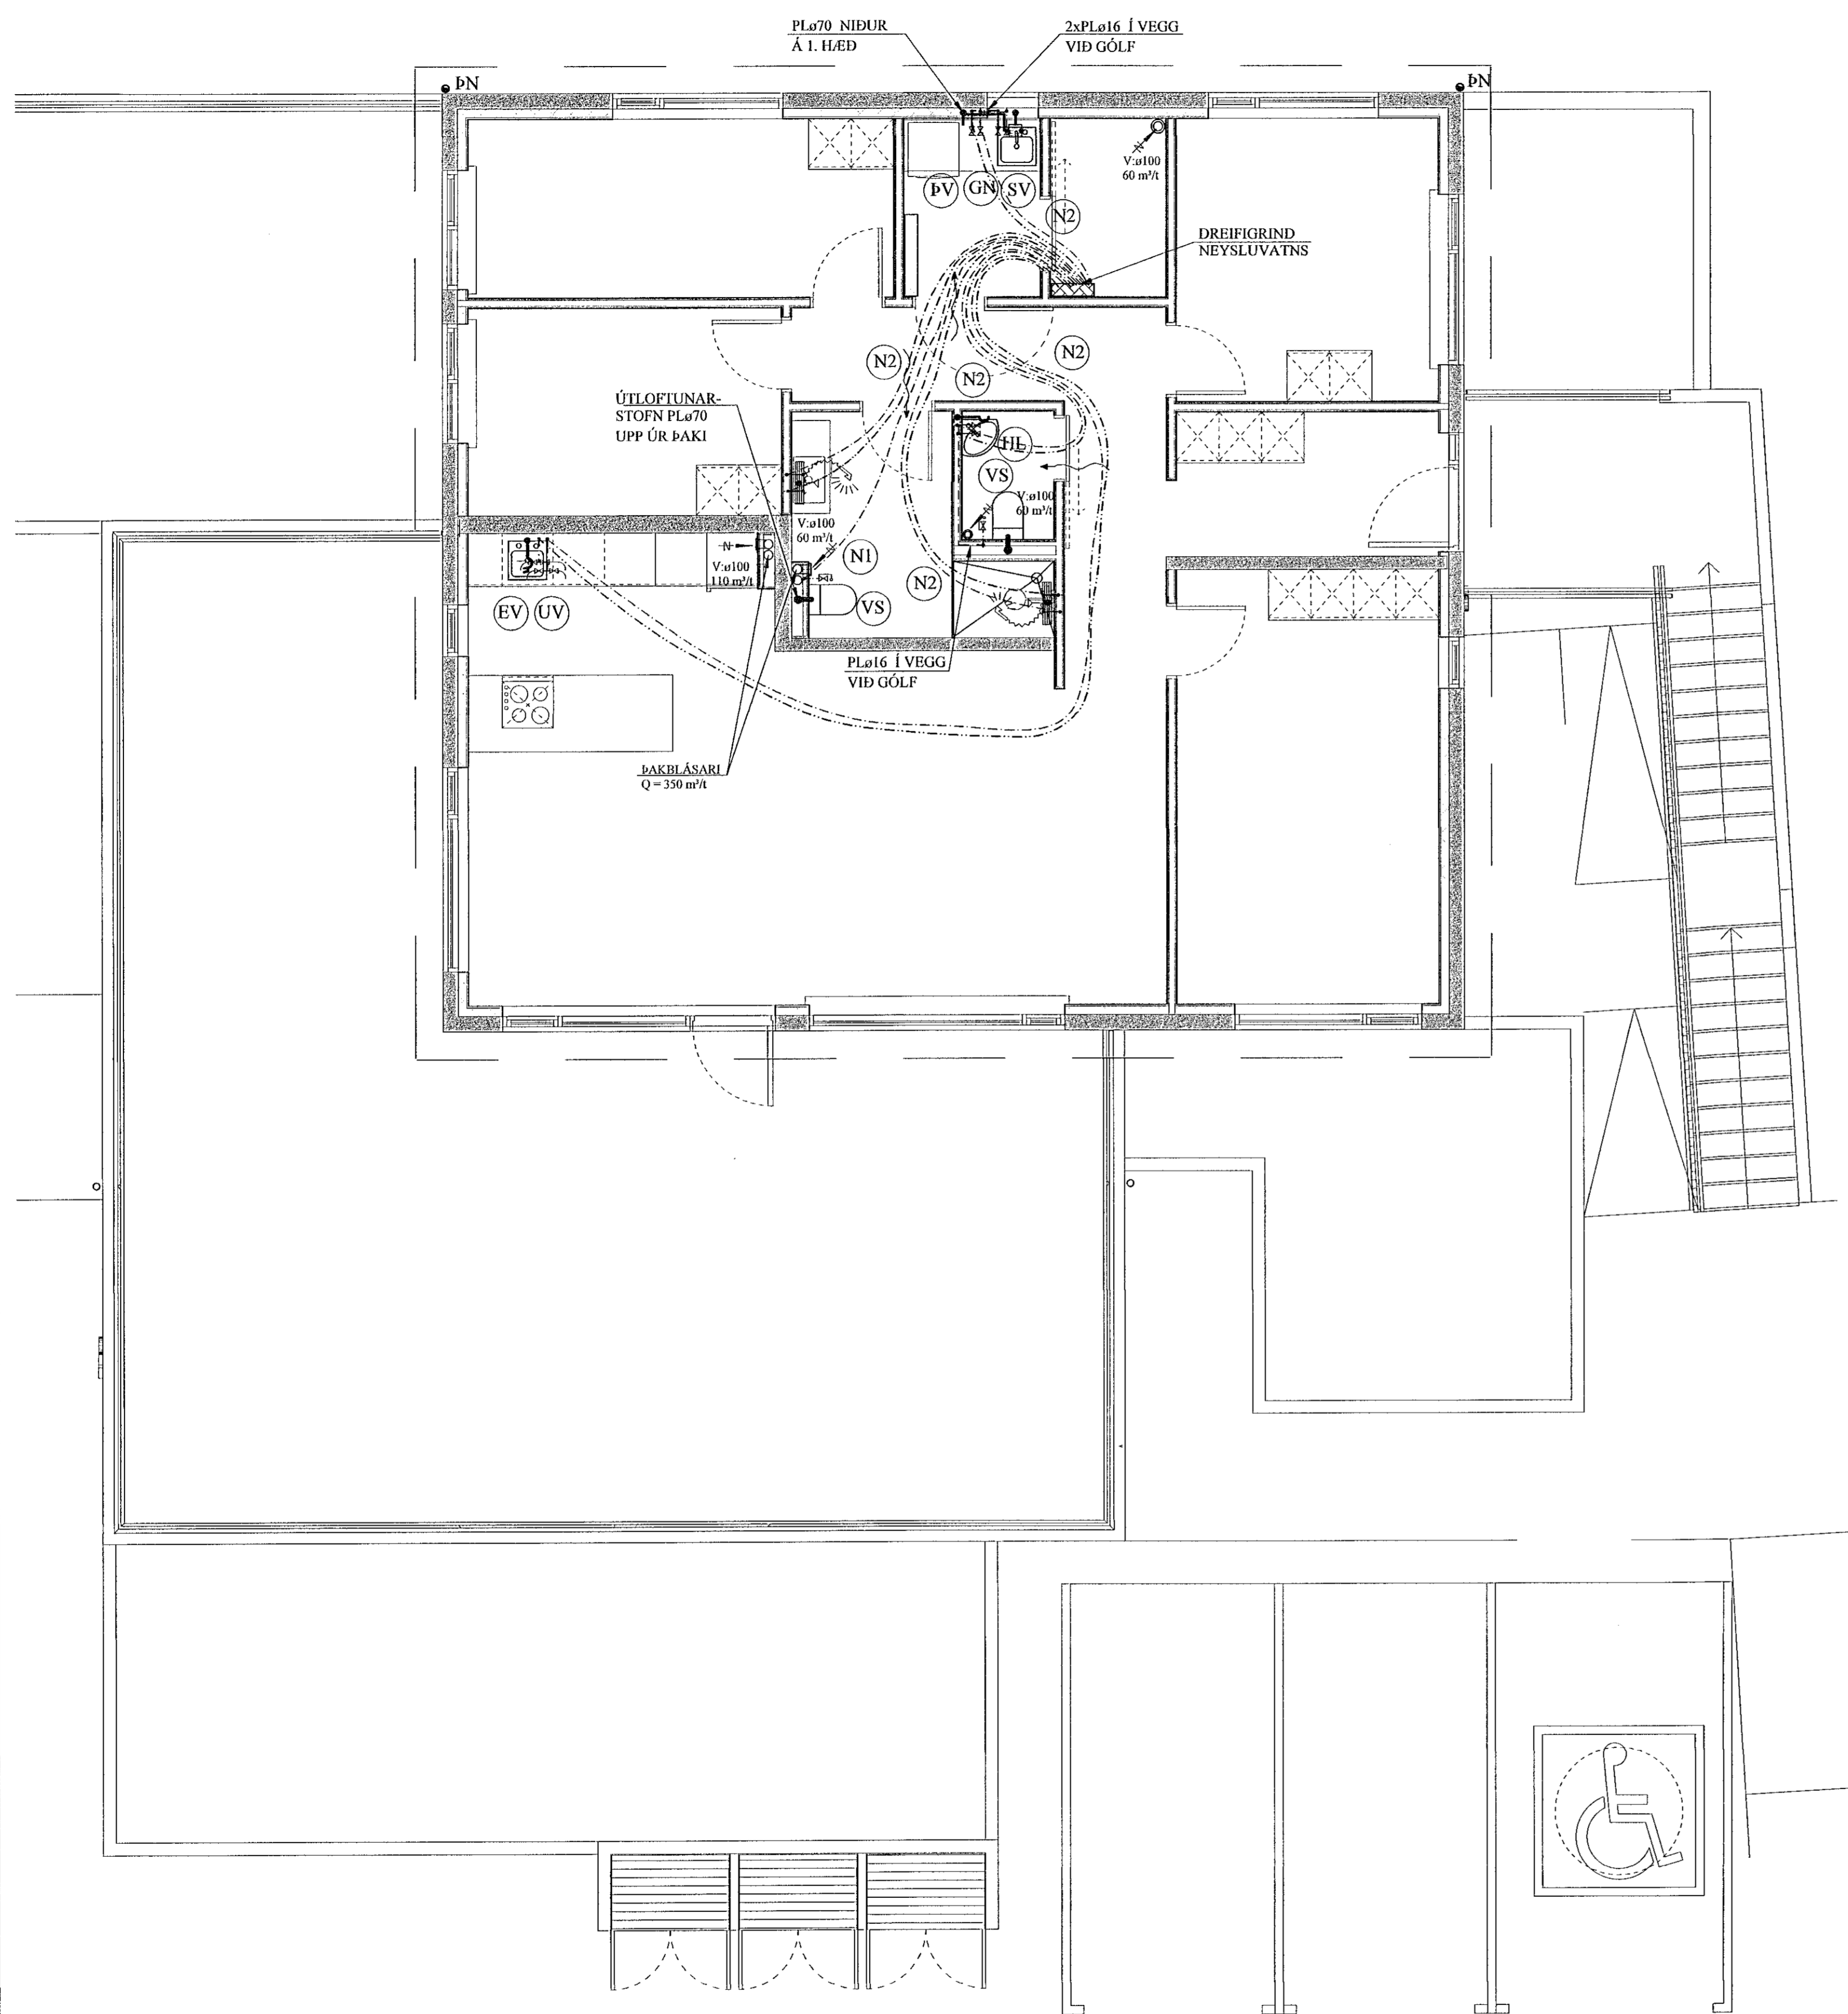 PLø70 NIÐUR
Á 1. HÆÐ
2xPLø16 Í VEGG
VIÐ GÓLF
ÞN
ÞN
V:ø100
60 m³/t
ÞV
GN
SV
N2
DREIFIGRIND
NEYSLUVATNS
N2
N2
N2
ÚTLOFTUNAR-
STOFN PLø70
UPP ÚR ÞAKI
HL
VS
V:ø100
60 m³/t
V:ø100
60 m³/t
N1
V:ø100
110 m³/t
N2
EV
UV
VS
PLø16 Í VEGG
VIÐ GÓLF
ÞAKBLÁSARI
Q = 350 m³/t